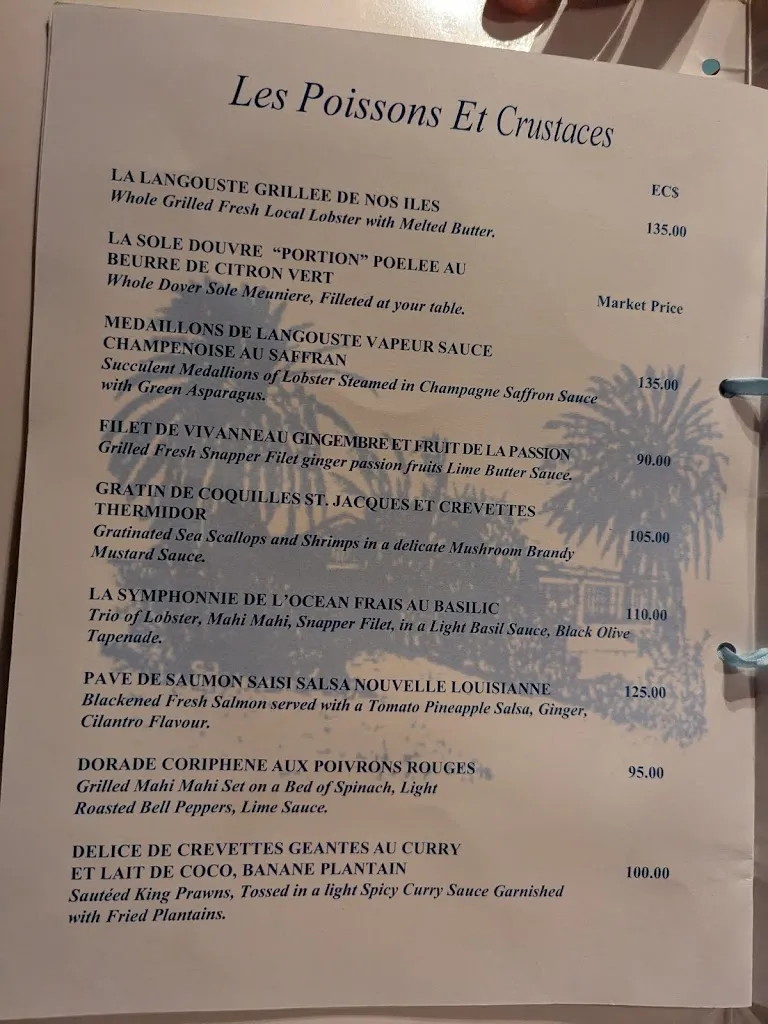 Les Poissons Et Crustaces
EC$
LA LANGOUSTE GRILLEE DE NOS ILES
Whole Grilled Fresh Local Lobster with Melted Butter.
135.00
LA SOLE DOUVRE "PORTION" POELEE AU
BEURRE DE CITRON VERT
Whole Dover Sole Meuniere, Filleted at your table.
Market Price
MEDAILLONS DE LANGOUSTE VAPEUR SAUCE
CHAMPENOISE AU SAFFRAN
Succulent Medallions of Lobster Steamed in Champagne Saffron Sauce
with Green Asparagus.
135.00
FILET DE VIVANNEAU GINGEMBRE ET FRUIT DE LA PASSION
Grilled Fresh Snapper Filet ginger passion fruits Lime Butter Sauce.
90.00
GRATIN DE COQUILLES ST. JACQUES ET CREVETTES
THERMIDOR
Gratinated Sea Scallops and Shrimps in a delicate Mushroom Brandy
Mustard Sauce.
105.00
LA SYMPHONNIE DE L'OCEAN FRAIS AU BASILIC
Trio of Lobster, Mahi Mahi, Snapper Filet, in a Light Basil Sauce, Black Olive
Tapenade.
110.00
PAVE DE SAUMON SAISI SALSA NOUVELLE LOUISIANNE
Blackened Fresh Salmon served with a Tomato Pineapple Salsa, Ginger,
Cilantro Flavour.
125.00
DORADE CORIPHENE AUX POIVRONS ROUGES
Grilled Mahi Mahi Set on a Bed of Spinach, Light
Roasted Bell Peppers, Lime Sauce.
95.00
DELICE DE CREVETTES GEANTES AU CURRY
ET LAIT DE COCO, BANANE PLANTAIN
Sautéed King Prawns, Tossed in a light Spicy Curry Sauce Garnished
with Fried Plantains.
100.00